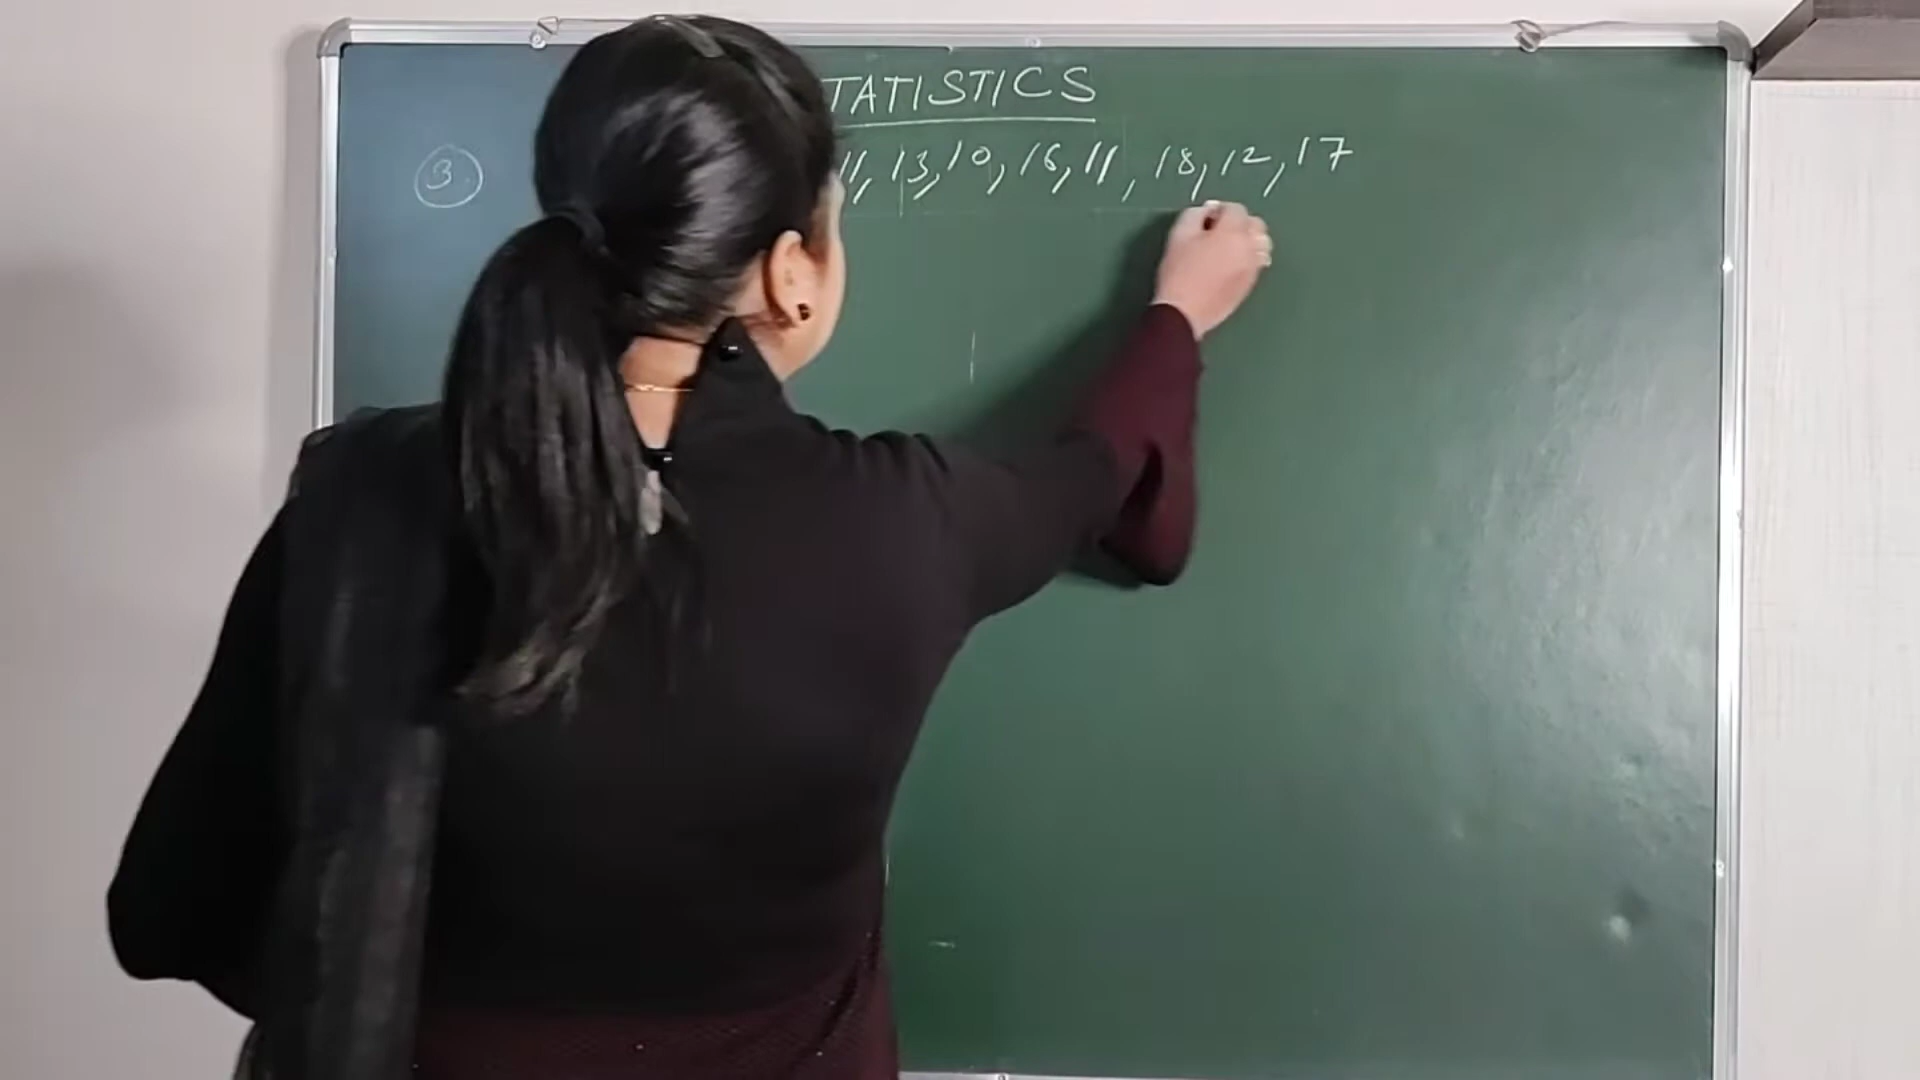 TATISTICS
3. 11, 13, 10, 16, 11, 18, 12, 17